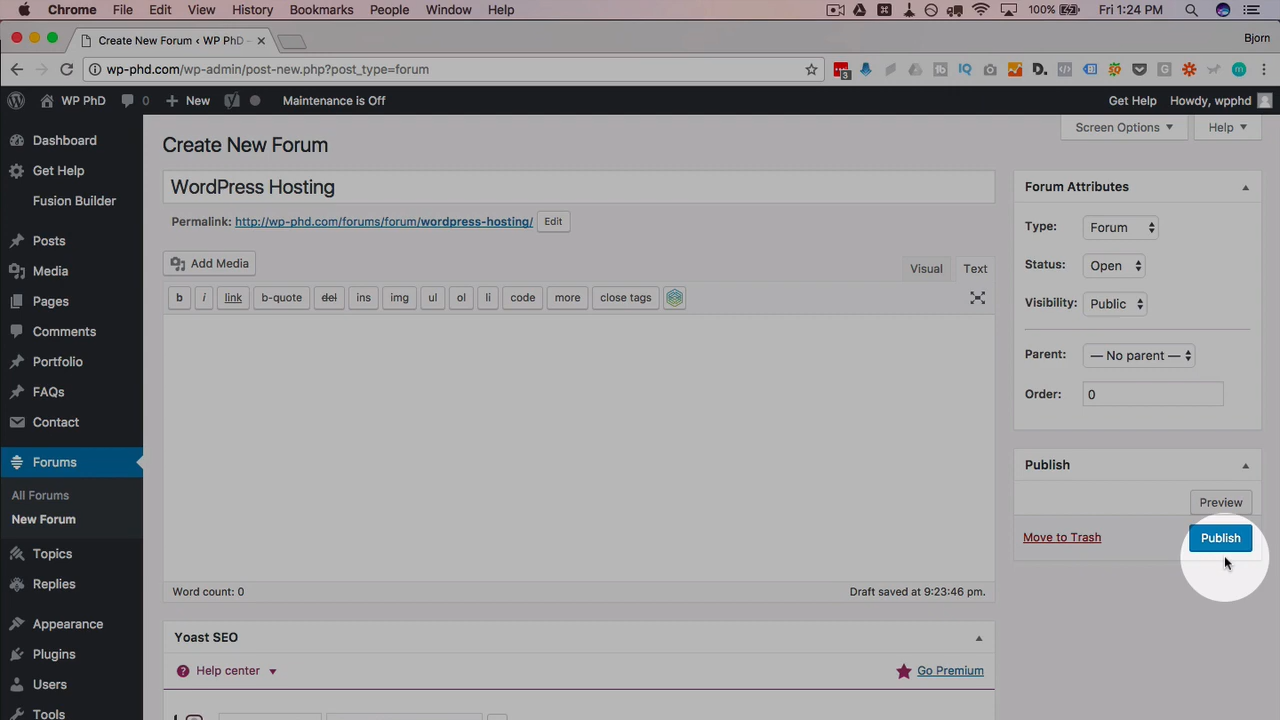 Chrome File Edit View History Bookmarks People Window Help 100% Fri 1:24 PM
Create New Forum ‹ WP PhD – Bjorn
wp-phd.com/wp-admin/post-new.php?post_type=forum 3
WP PhD 0 New Maintenance is Off Get Help Howdy, wpphd
Screen Options Help
Dashboard
Get Help
Fusion Builder
Posts
Media
Pages
Comments
Portfolio
FAQs
Contact
Forums
All Forums
New Forum
Topics
Replies
Appearance
Plugins
Users
Tools
Create New Forum
WordPress Hosting
Permalink: http://wp-phd.com/forums/forum/wordpress-hosting/ Edit
Add Media Visual Text
b i link b-quote del ins img ul ol li code more close tags
Word count: 0 Draft saved at 9:23:46 pm.
Yoast SEO
Help center Go Premium
Forum Attributes
Type: Forum
Status: Open
Visibility: Public
Parent: — No parent —
Order: 0
Publish
Preview
Move to Trash Publish